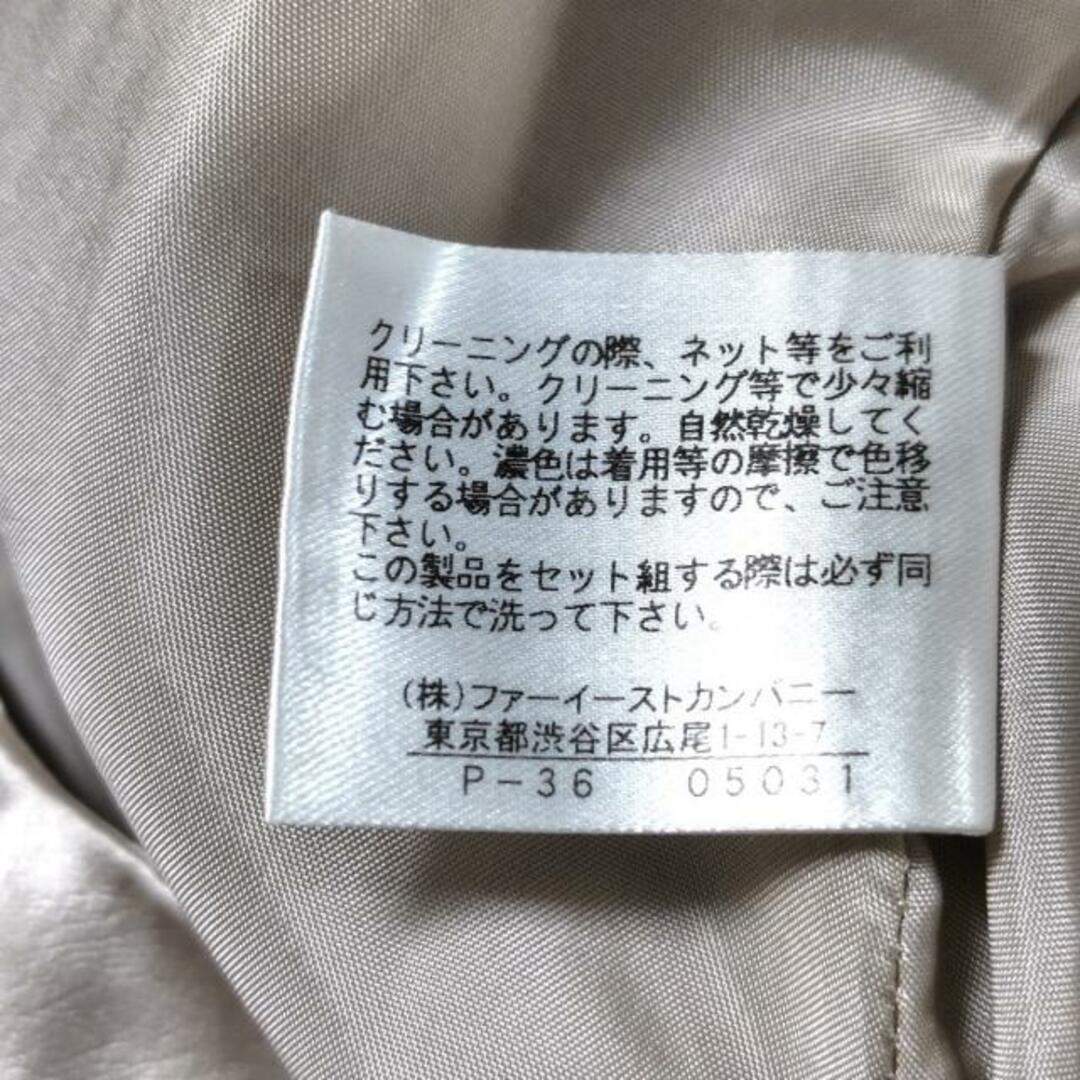 クリーニングの際、ネット等をご利
用下さい。クリーニング等で少々縮
む場合があります。自然乾燥してく
ださい。濃色は着用等の摩擦で色移
りする場合がありますので、ご注意
下さい。
この製品をセット組する際は必ず同
じ方法で洗って下さい。
(株)ファーイーストカンパニー
東京都渋谷区広尾1-13-7
P-36 05031